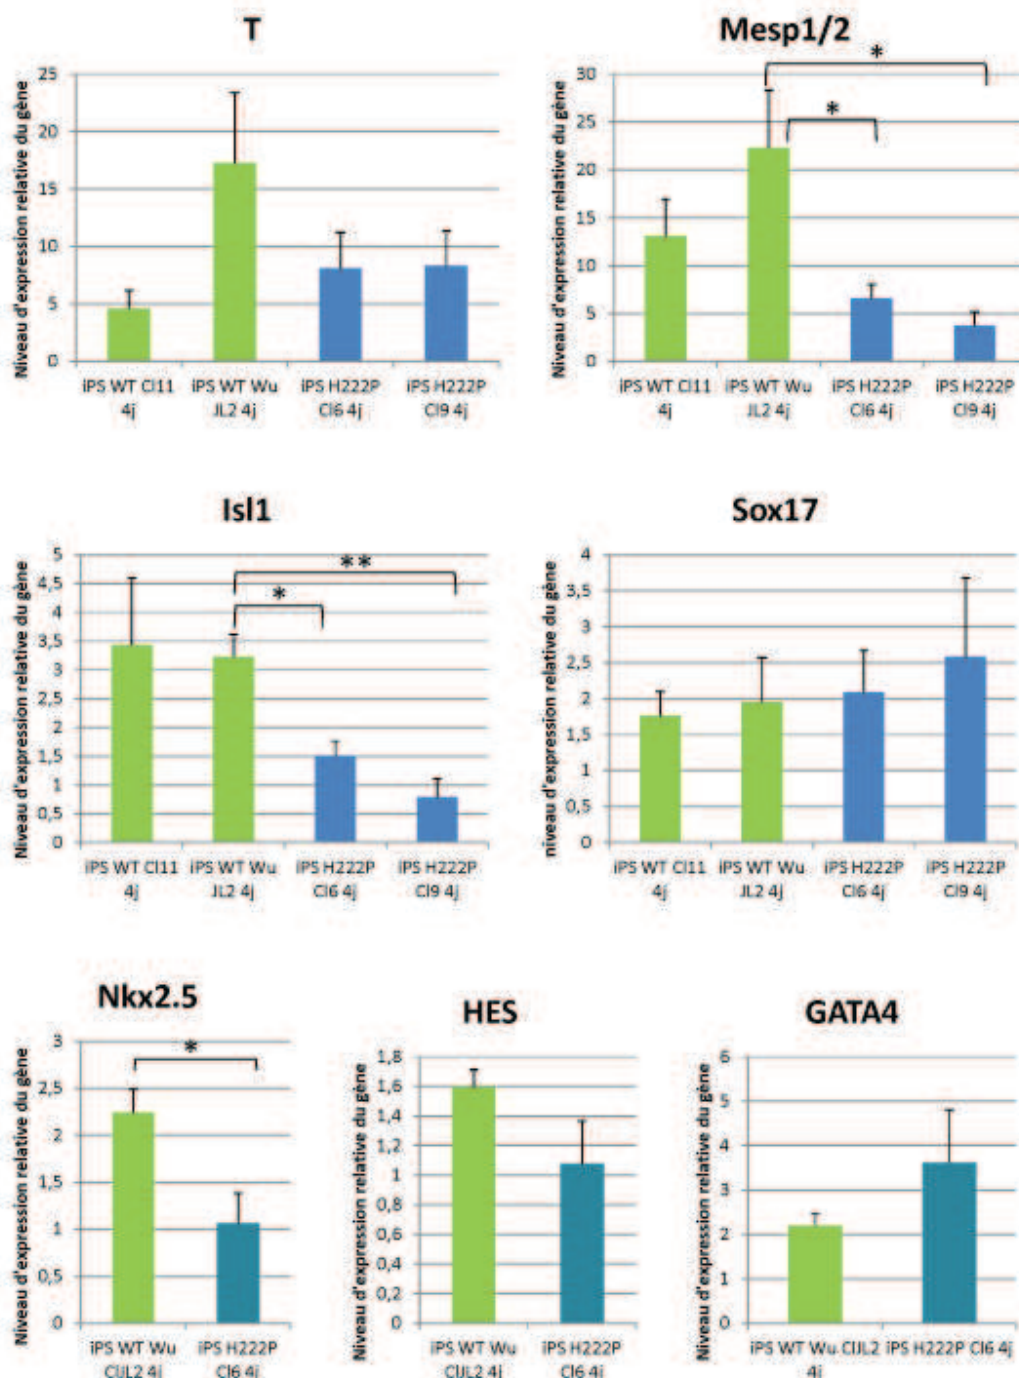 T
Niveau d'expression relative du gène
25
20
15
10
5
0
iPS WT Cl11 4j
iPS WT Wu JL2 4j
iPS H222P Cl6 4j
iPS H222P Cl9 4j
Mesp1/2
Niveau d'expression relative du gène
30
25
20
15
10
5
0
*
*
iPS WT Cl11 4j
iPS WT Wu JL2 4j
iPS H222P Cl6 4j
iPS H222P Cl9 4j
Isl1
Niveau d'expression relative du gène
5
4,5
4
3,5
3
2,5
2
1,5
1
0,5
0
**
*
iPS WT Cl11 4j
iPS WT Wu JL2 4j
iPS H222P Cl6 4j
iPS H222P Cl9 4j
Sox17
niveau d'expression relative du gène
4
3,5
3
2,5
2
1,5
1
0,5
0
iPS WT Cl11 4j
iPS WT Wu JL2 4j
iPS H222P Cl6 4j
iPS H222P Cl9 4j
Nkx2.5
Niveau d'expression relative du gène
3
2,5
2
1,5
1
0,5
0
*
iPS WT Wu ClJL2 4j
iPS H222P Cl6 4j
HES
Niveau d'expression relative du gène
1,8
1,6
1,4
1,2
1
0,8
0,6
0,4
0,2
0
iPS WT Wu ClJL2 4j
iPS H222P Cl6 4j
GATA4
Niveau d'expression relative du gène
6
5
4
3
2
1
0
iPS WT Wu ClJL2 4j
iPS H222P Cl6 4j